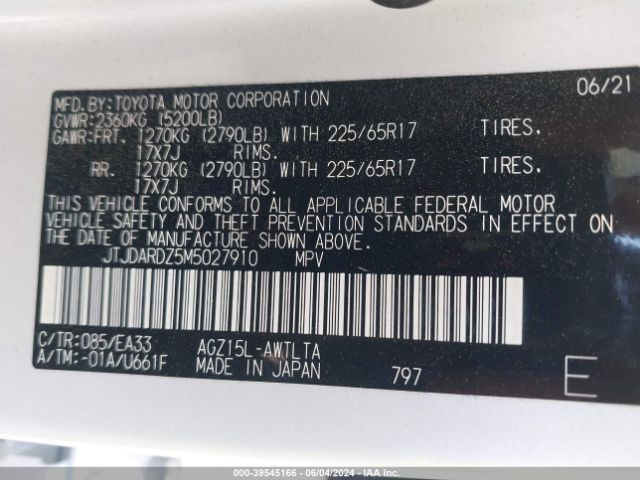 MFD. BY: TOYOTA MOTOR CORPORATION 06/21
GVWR: 2360KG (5200LB)
GAWR: FRT. 1270KG (2790LB) WITH 225/65R17 TIRES,
17X7J RIMS.
RR. 1270KG (2790LB) WITH 225/65R17 TIRES,
17X7J RIMS.
THIS VEHICLE CONFORMS TO ALL APPLICABLE FEDERAL MOTOR
VEHICLE SAFETY AND THEFT PREVENTION STANDARDS IN EFFECT ON
THE DATE OF MANUFACTURE SHOWN ABOVE.
JTJDARDZ5M5027910 MPV
C/TR: 085/EA33 AGZ15L-AWTLTA
A/TM: -01A/U661F MADE IN JAPAN 797 E
000-39545166 - 06/04/2024 - IAA Inc. All Rights Reserved.